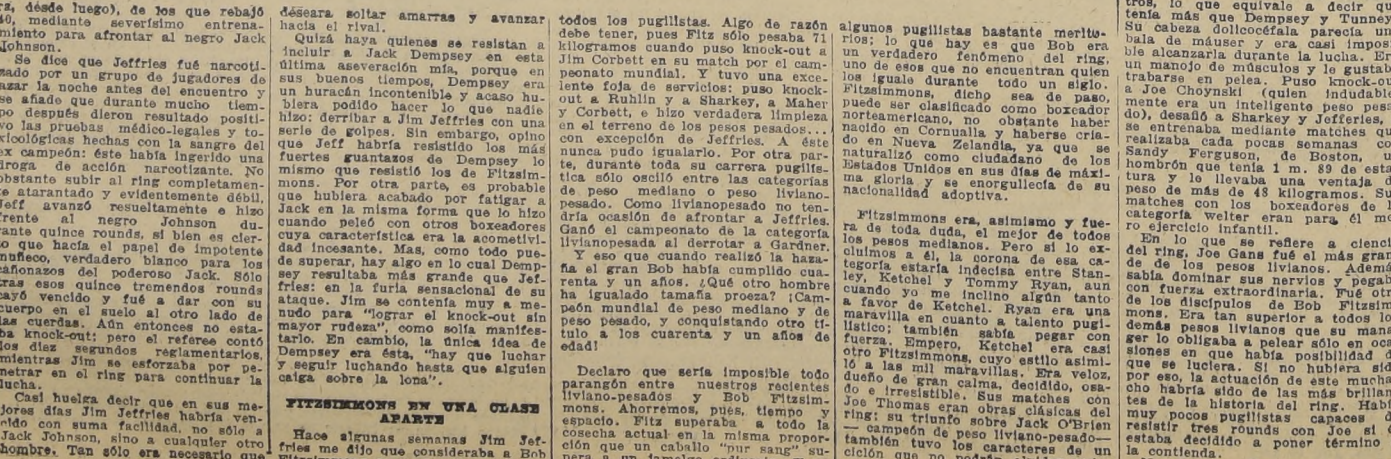 ra, desde luego), de los que rebajó
40, mediante severísimo entrena-
miento para afrontar al negro Jack
Johnson.
Se dice que Jeffries fué narcoti-
zado por un grupo de jugadores de
azar la noche antes del encuentro y
se añade que durante mucho tiem-
po después dieron resultado positi-
vo las pruebas médico-legales y to-
xicológicas hechas con la sangre del
ex campeón: éste había ingerido una
droga de acción narcotizante. No
obstante subir al ring completamen-
te atarantado y evidentemente débil,
Jeff avanzó resueltamente e hizo
frente al negro Johnson du-
rante quince rounds, si bien es cier-
to que hacía el papel de impotente
muñeco, verdadero blanco para los
cañonazos del poderoso Jack. Sólo
tras esos quince tremendos rounds
cayó vencido y fué a dar con su
cuerpo en el suelo al otro lado de
las cuerdas. Aún entonces no esta-
ba knock-out; pero el referee contó
los diez segundos reglamentarios,
mientras Jim se esforzaba por pe-
netrar en el ring para continuar la
lucha.
Casi huelga decir que en sus me-
jores días Jim Jeffries habría ven-
cido con suma facilidad, no sólo a
Jack Johnson, sino a cualquier otro
hombre. Tan sólo era necesario que
deseara soltar amarras y avanzar
hacia el rival.
Quizá haya quienes se resistan a
incluir a Jack Dempsey en esta
última aseveración mía, porque en
sus buenos tiempos, Dempsey era
un huracán incontenible y acaso hu-
biera podido hacer lo que nadie
hizo: derribar a Jim Jeffries con una
serie de golpes. Sin embargo, opino
que Jeff habría resistido los más
fuertes guantazos de Dempsey lo
mismo que resistió los de Fitzsim-
mons. Por otra parte, es probable
que hubiera acabado por fatigar a
Jack en la misma forma que lo hizo
cuando peleó con otros boxeadores
cuya característica era la acometivi-
dad incesante. Mas, como todo pue-
de superar, hay algo en lo cual Demp-
sey resultaba más grande que Jef-
fries: en la furia sensacional de su
ataque. Jim se contenía muy a me-
nudo para "lograr el knock-out sin
mayor rudeza", como solía manifes-
tarlo. En cambio, la única idea de
Dempsey era ésta, "hay que luchar
y seguir luchando hasta que alguien
caiga sobre la lona".
FITZSIMMONS EN UNA CLASE
APARTE
Hace algunas semanas Jim Jef-
fries me dijo que consideraba a Bob
todos los pugilistas. Algo de razón
debe tener, pues Fitz sólo pesaba 71
kilogramos cuando puso knock-out a
Jim Corbett en su match por el cam-
peonato mundial. Y tuvo una exce-
lente foja de servicios: puso knock-
out a Ruhlin y a Sharkey, a Maher
y Corbett, e hizo verdadera limpieza
en el terreno de los pesos pesados...
con excepción de Jeffries. A éste
nunca pudo igualarlo. Por otra par-
te, durante toda su carrera pugilís-
tica sólo osciló entre las categorías
de peso mediano o peso liviano-
pesado. Como livianopesado no ten-
dría ocasión de afrontar a Jeffries.
Ganó el campeonato de la categoría
livianopesada al derrotar a Gardner.
Y eso que cuando realizó la haza-
ña el gran Bob había cumplido cua-
renta y un años. ¿Qué otro hombre
ha igualado tamaña proeza? ¡Cam-
peón mundial de peso mediano y de
peso pesado, y conquistando otro tí-
tulo a los cuarenta y un años de
edad!
Declaro que sería imposible todo
parangón entre nuestros recientes
liviano-pesados y Bob Fitzsim-
mons. Ahorremos, pues, tiempo y
espacio. Fitz superaba a todo la
cosecha actual en la misma propor-
ción que un caballo "pur sang" su-
algunos pugilistas bastante merito-
rios; lo que hay es que Bob era
un verdadero fenómeno del ring,
uno de esos que no encuentran quien
los iguale durante todo un siglo.
Fitzsimmons, dicho sea de paso,
puede ser clasificado como boxeador
norteamericano, no obstante haber
nacido en Cornualla y haberse cria-
do en Nueva Zelandia, ya que se
naturalizó como ciudadano de los
Estados Unidos en sus días de máxi-
ma gloria y se enorgullecía de su
nacionalidad adoptiva.
Fitzsimmons era, asimismo y fue-
ra de toda duda, el mejor de todos
los pesos medianos. Pero si lo ex-
cluímos a él, la corona de esa ca-
tegoría estaría indecisa entre Stan-
ley, Ketchel y Tommy Ryan, aun
cuando yo me inclino algún tanto
a favor de Ketchel. Ryan era una
maravilla en cuanto a talento pugi-
lístico; también sabía pegar con
fuerza. Empero, Ketchel era casi
otro Fitzsimmons, cuyo estilo asimi-
ló a las mil maravillas. Era veloz,
dueño de gran calma, decidido, osa-
do e irresistible. Sus matches con
Joe Thomas eran obras clásicas del
ring; su triunfo sobre Jack O'Brien
— campeón de peso liviano-pesado—
también tuvo los caracteres de un
ciclón que no
tros, lo que equivale a decir qu
tenía más que Dempsey y Tunney
Su cabeza dolicocéfala parecía un
bala de máuser y era casi impos
ble alcanzarla durante la lucha. Er
un manojo de músculos y le gustab
trabarse en pelea. Puso knock-ou
a Joe Choynski (quien indudable
mente era un inteligente peso pes
do), desafió a Sharkey y Jefferies,
se entrenaba mediante matches qu
realizaba cada pocas semanas co
Sandy Ferguson, de Boston, u
hombrón que tenía 1 m. 89 de esta
tura y le llevaba una ventaja d
peso de más de 48 kilogramos. Su
matches con los boxeadores de l
categoría welter eran para él me
ro ejercicio infantil.
En lo que se refiere a cienci
del ring, Joe Gans fué el más gran
de de los pesos livianos. Ademá
sabía dominar sus nervios y pegab
con fuerza extraordinaria. Fué otr
de los discípulos de Bob Fitzsim
mons. Era tan superior a todos lo
demás pesos livianos que su mana
ger lo obligaba a pelear sólo en oca
siones en que había posibilidad d
que se luciera. Si no hubiera sid
por eso, la actuación de este mucha
cho habría sido de las más brillan
tes de la historia del ring. Habí
muy pocos pugilistas capaces d
resistir tres rounds con Joe si é
estaba decidido a poner término
la contienda.